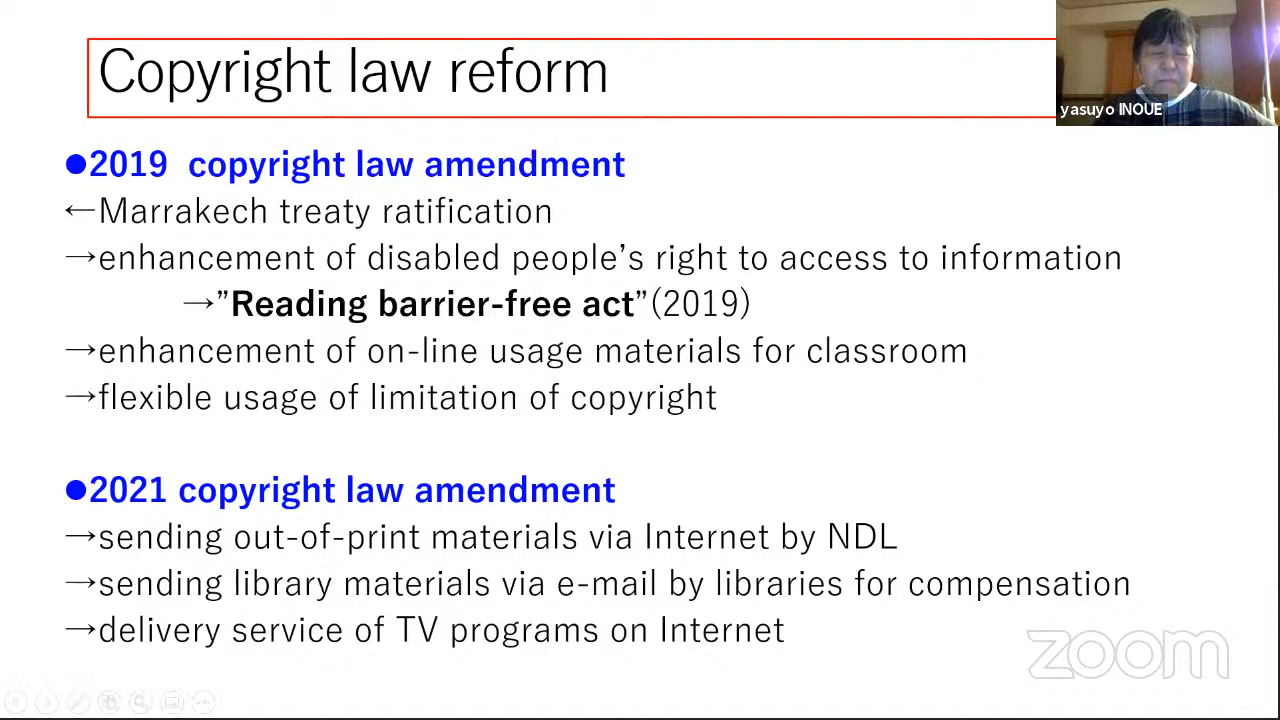 Copyright law reform
yasuyo INOUE
●2019  copyright law amendment
←Marrakech treaty ratification
→enhancement of disabled people’s right to access to information
→”Reading barrier-free act”(2019)
→enhancement of on-line usage materials for classroom
→flexible usage of limitation of copyright
●2021 copyright law amendment
→sending out-of-print materials via Internet by NDL
→sending library materials via e-mail by libraries for compensation
→delivery service of TV programs on Internet
zoom